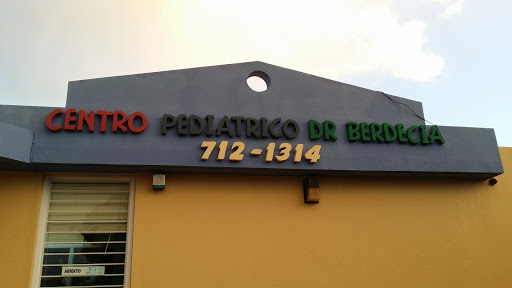 CENTRO PEDIATRICO DR BERDECIA
712-1314
ABIERTO